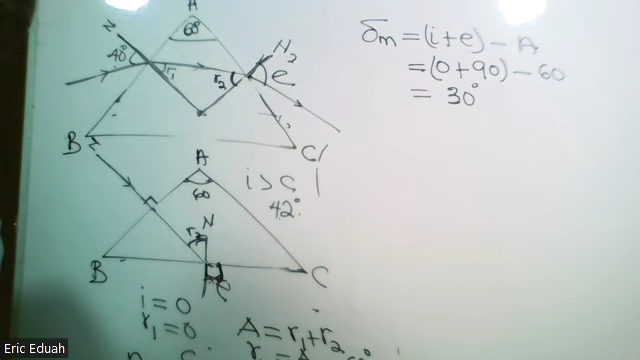 A
60°
N
40°
r₁
r₂
N₂
e
B
C
δm = (i+e) - A
= (0+90) - 60
= 30°
A
60
i > c
42°
N
r₂
B
C
e
i = 0
r₁ = 0
A = r₁ + r₂
Eric Eduah